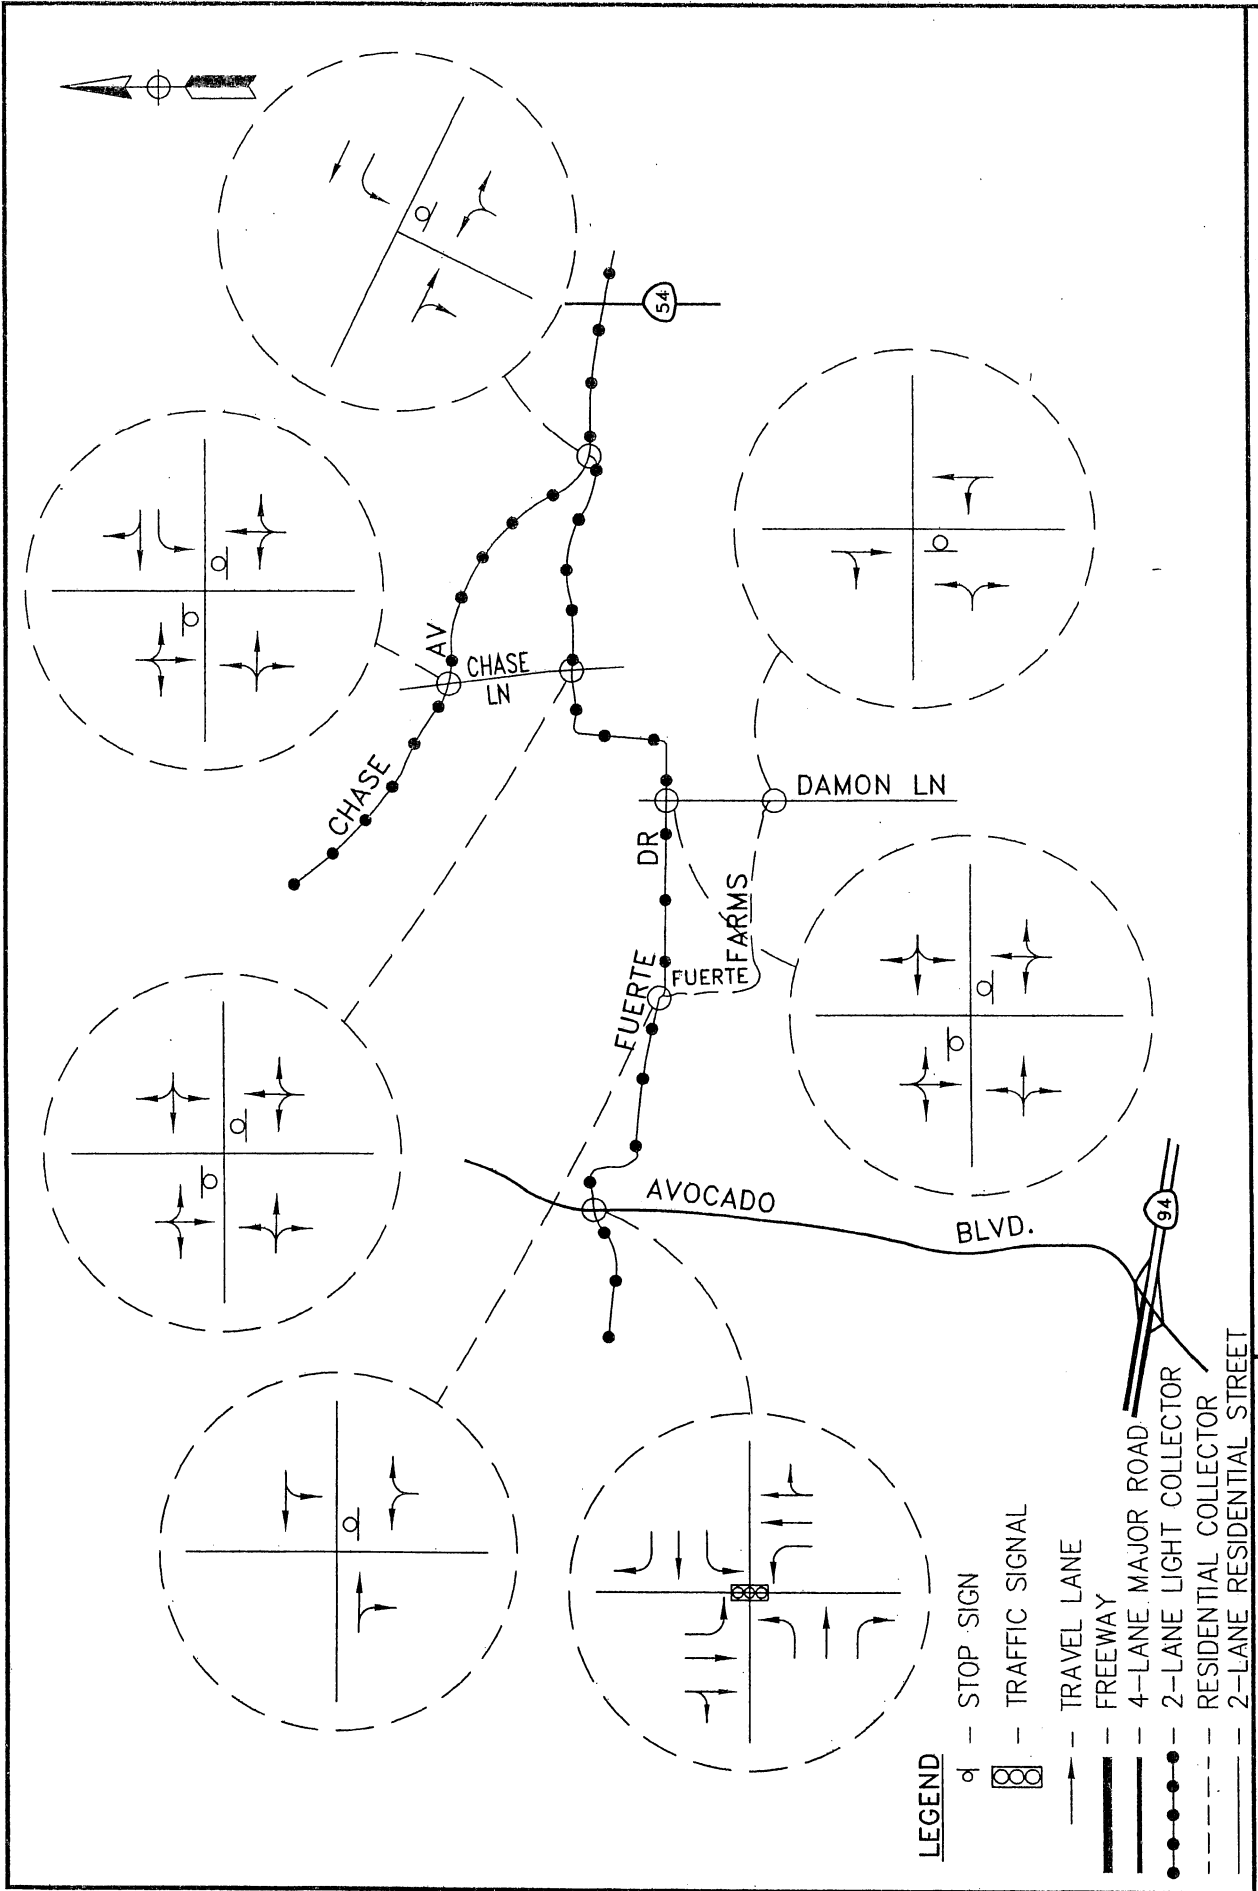 CHASE AV
CHASE
LN
54
DAMON LN
FUERTE DR
FUERTE
FARMS
AVOCADO BLVD.
94
LEGEND
– STOP SIGN
– TRAFFIC SIGNAL
– TRAVEL LANE
– FREEWAY
– 4–LANE MAJOR ROAD
– 2–LANE LIGHT COLLECTOR
– RESIDENTIAL COLLECTOR
– 2–LANE RESIDENTIAL STREET